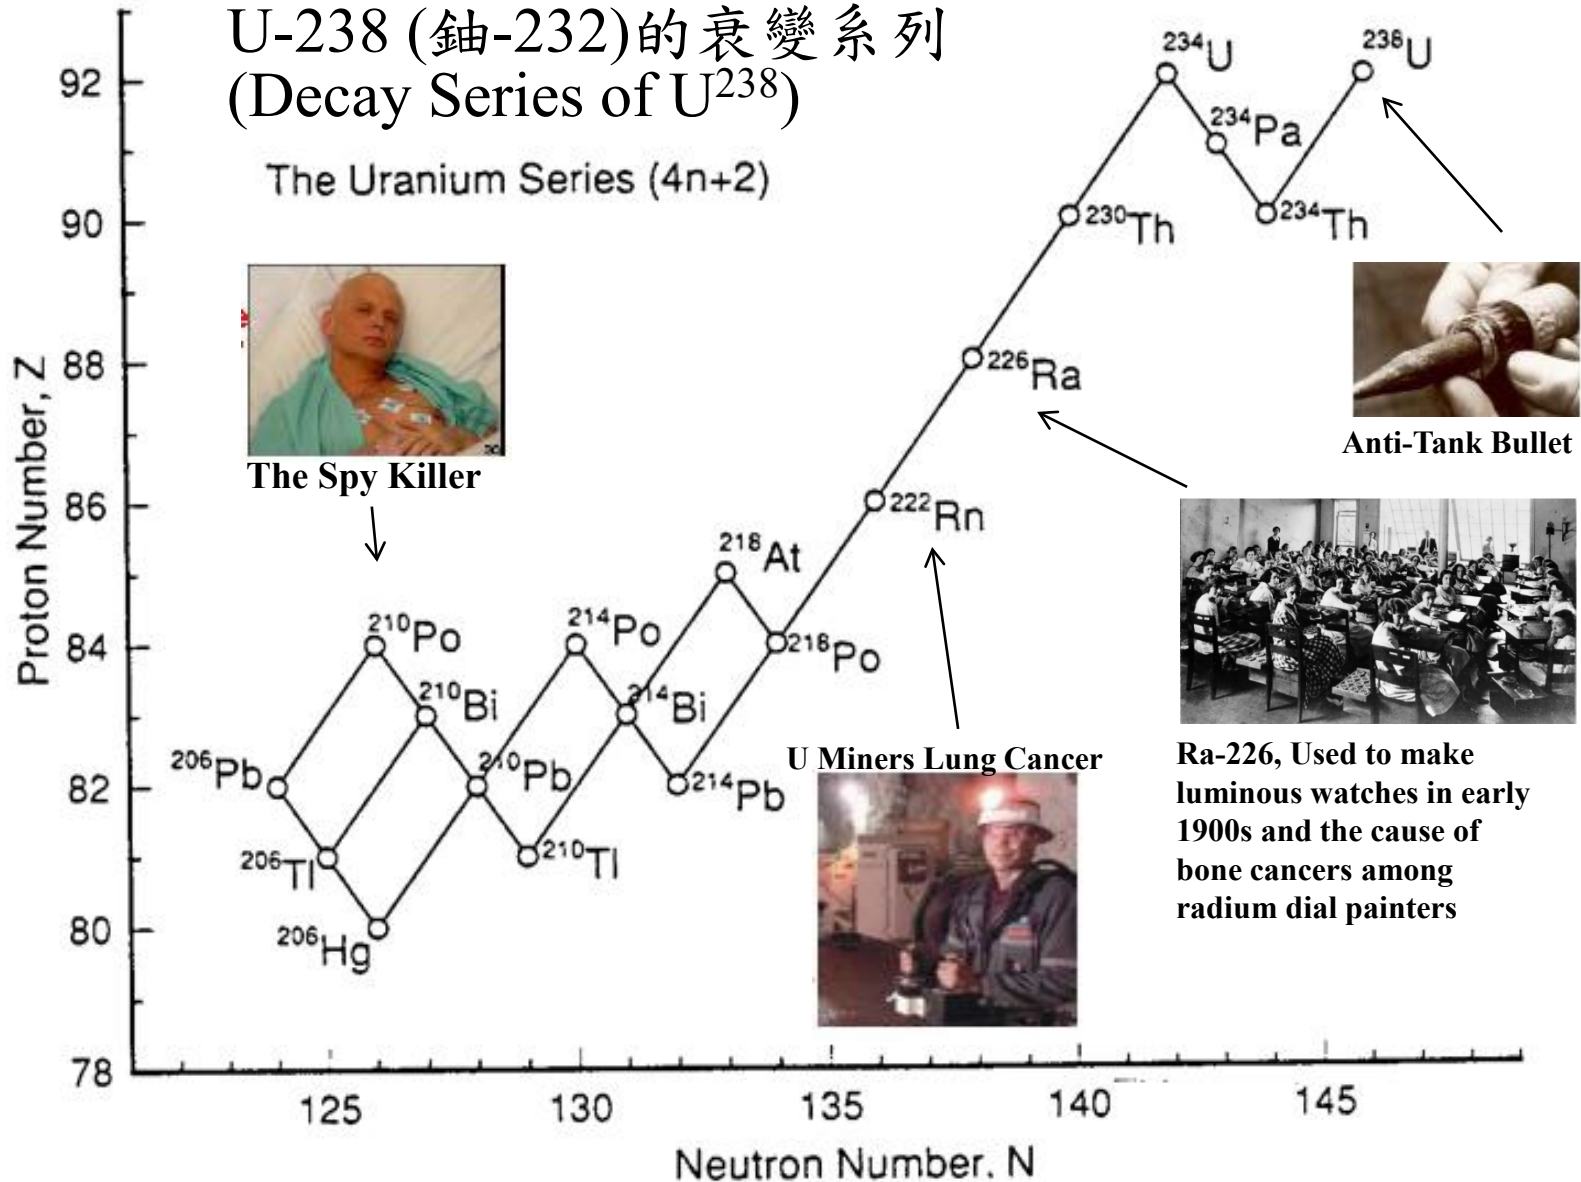 U-238 (鈾-232)的衰變系列
(Decay Series of U238)
The Uranium Series (4n+2)
Proton Number, Z
92
90
88
86
84
82
80
78
234U
238U
234Pa
230Th
234Th
226Ra
222Rn
218At
218Po
214Po
214Bi
214Pb
210Po
210Bi
210Pb
210Tl
206Pb
206Tl
206Hg
The Spy Killer
Anti-Tank Bullet
U Miners Lung Cancer
Ra-226, Used to make
luminous watches in early
1900s and the cause of
bone cancers among
radium dial painters
125
130
135
140
145
Neutron Number, N